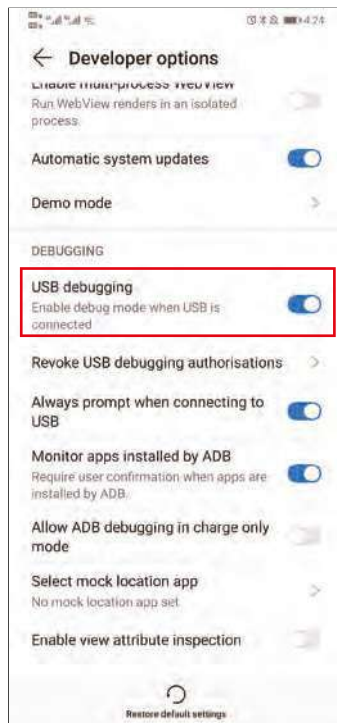 4:24
Developer options
Enable multi-process WebView
Run WebView renders in an isolated
process.
Automatic system updates
Demo mode
DEBUGGING
USB debugging
Enable debug mode when USB is
connected
Revoke USB debugging authorisations
Always prompt when connecting to
USB
Monitor apps installed by ADB
Require user confirmation when apps are
installed by ADB.
Allow ADB debugging in charge only
mode
Select mock location app
No mock location app set
Enable view attribute inspection
Restore default settings